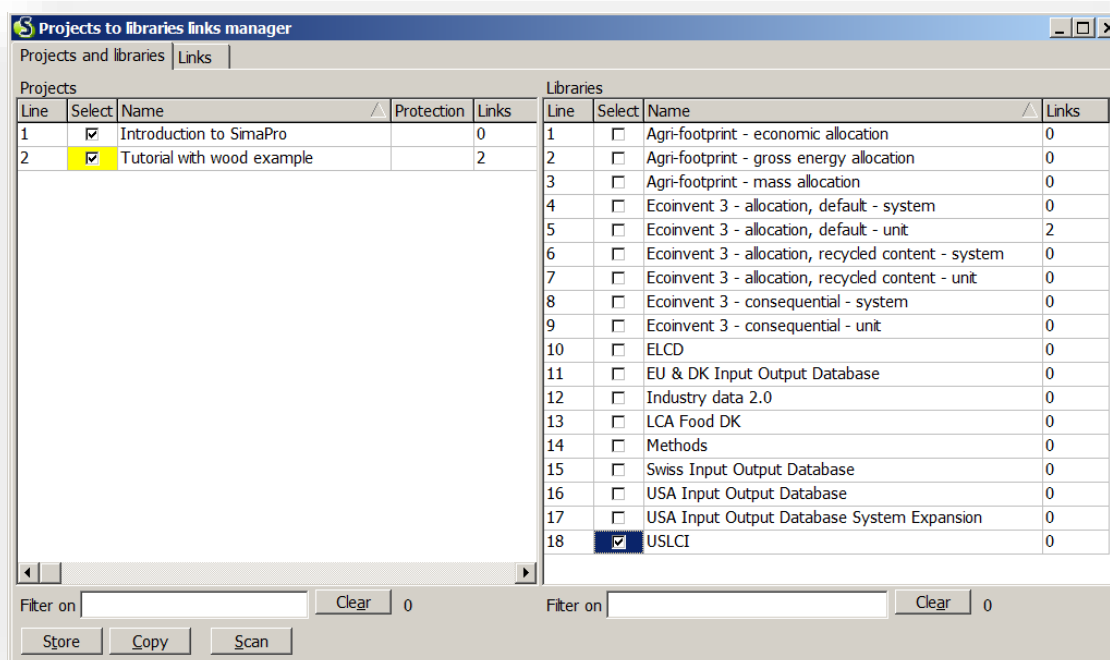 Projects to libraries links manager
Projects and libraries Links
Projects
Line Select Name Protection Links
1 Introduction to SimaPro 0
2 Tutorial with wood example 2
Filter on Clear 0
Store Copy Scan
Libraries
Line Select Name Links
1 Agri-footprint - economic allocation 0
2 Agri-footprint - gross energy allocation 0
3 Agri-footprint - mass allocation 0
4 Ecoinvent 3 - allocation, default - system 0
5 Ecoinvent 3 - allocation, default - unit 2
6 Ecoinvent 3 - allocation, recycled content - system 0
7 Ecoinvent 3 - allocation, recycled content - unit 0
8 Ecoinvent 3 - consequential - system 0
9 Ecoinvent 3 - consequential - unit 0
10 ELCD 0
11 EU & DK Input Output Database 0
12 Industry data 2.0 0
13 LCA Food DK 0
14 Methods 0
15 Swiss Input Output Database 0
16 USA Input Output Database 0
17 USA Input Output Database System Expansion 0
18 USLCI 0
Filter on Clear 0